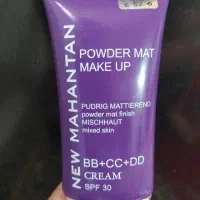 POWDER MAT
MAKE UP
PUDRIG MATTIEREND
powder mat finish
MISCHHAUT
mixed skin
NEW MAHANTAN
BB+CC+DD
CREAM
SPF 30